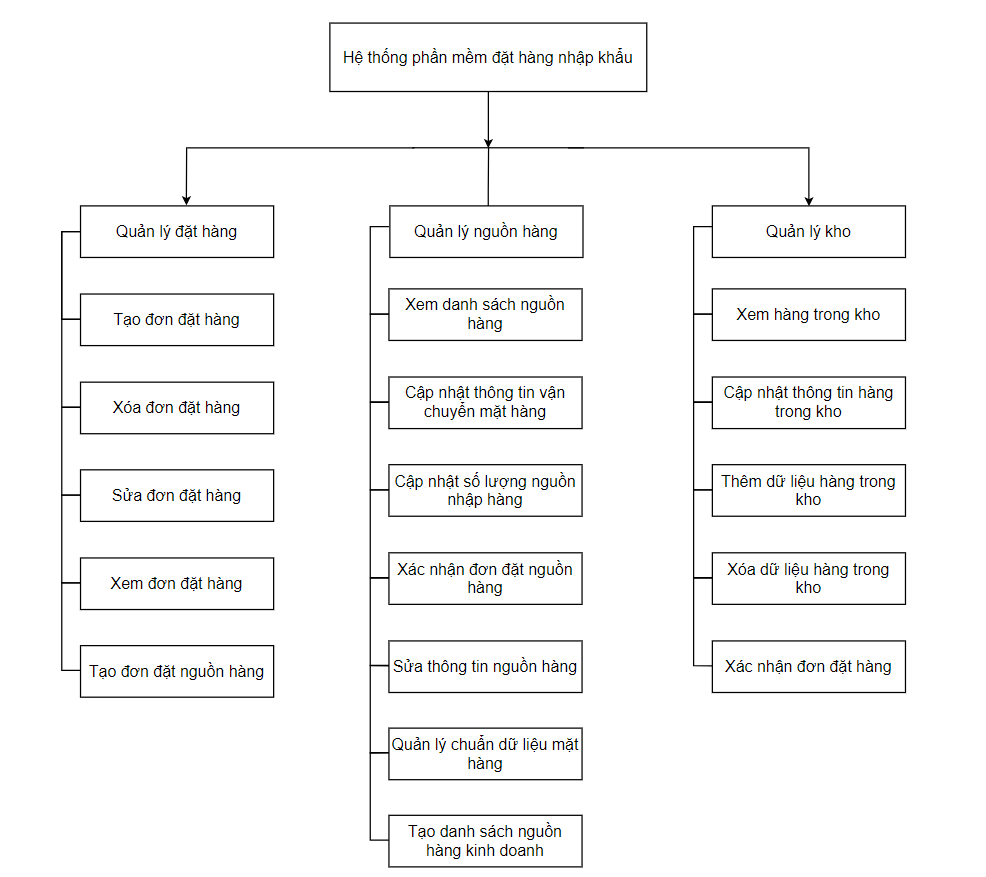 Hệ thống phần mềm đặt hàng nhập khẩu
Quản lý đặt hàng
Tạo đơn đặt hàng
Xóa đơn đặt hàng
Sửa đơn đặt hàng
Xem đơn đặt hàng
Tạo đơn đặt nguồn hàng
Quản lý nguồn hàng
Xem danh sách nguồn
hàng
Cập nhật thông tin vận
chuyển mặt hàng
Cập nhật số lượng nguồn
nhập hàng
Xác nhận đơn đặt nguồn
hàng
Sửa thông tin nguồn hàng
Quản lý chuẩn dữ liệu mặt
hàng
Tạo danh sách nguồn
hàng kinh doanh
Quản lý kho
Xem hàng trong kho
Cập nhật thông tin hàng
trong kho
Thêm dữ liệu hàng trong
kho
Xóa dữ liệu hàng trong
kho
Xác nhận đơn đặt hàng